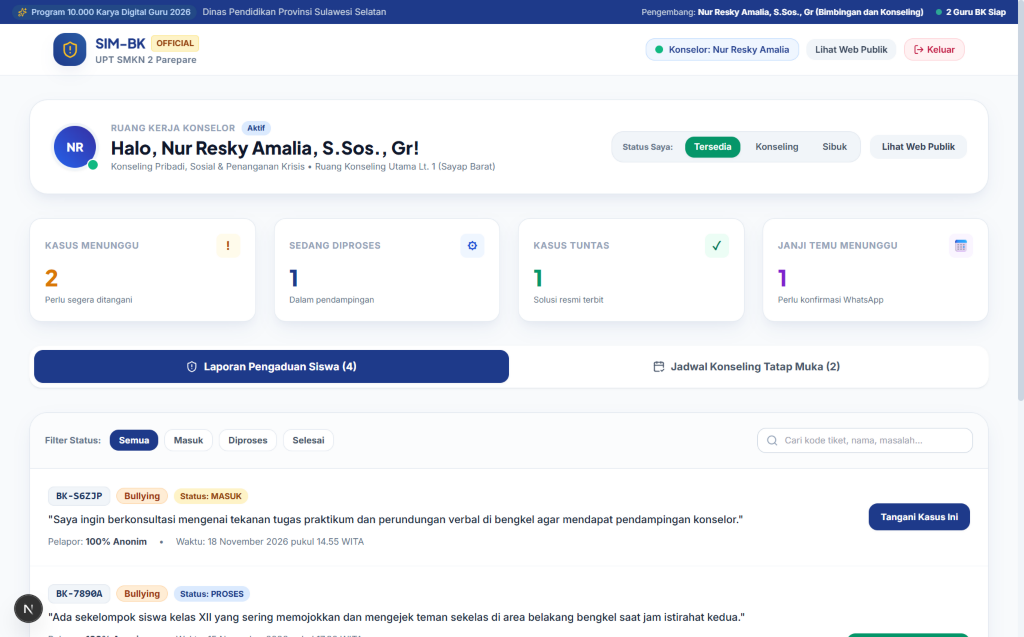 Program 10.000 Karya Digital Guru 2026 Dinas Pendidikan Provinsi Sulawesi Selatan Pengembang: Nur Resky Amalia, S.Sos., Gr (Bimbingan dan Konseling) 2 Guru BK Siap
SIM-BK OFFICIAL
UPT SMKN 2 Parepare
Konselor: Nur Resky Amalia Lihat Web Publik Keluar
RUANG KERJA KONSELOR Aktif
NR
Halo, Nur Resky Amalia, S.Sos., Gr!
Konseling Pribadi, Sosial & Penanganan Krisis • Ruang Konseling Utama Lt. 1 (Sayap Barat)
Status Saya: Tersedia Konseling Sibuk Lihat Web Publik
KASUS MENUNGGU !
2
Perlu segera ditangani
SEDANG DIPROSES
1
Dalam pendampingan
KASUS TUNTAS ✓
1
Solusi resmi terbit
JANJI TEMU MENUNGGU
1
Perlu konfirmasi WhatsApp
Laporan Pengaduan Siswa (4) Jadwal Konseling Tatap Muka (2)
Filter Status: Semua Masuk Diproses Selesai Cari kode tiket, nama, masalah...
BK-S6ZJP Bullying Status: MASUK
"Saya ingin berkonsultasi mengenai tekanan tugas praktikum dan perundungan verbal di bengkel agar mendapat pendampingan konselor."
Pelapor: 100% Anonim • Waktu: 18 November 2026 pukul 14.55 WITA
Tangani Kasus Ini
BK-7890A Bullying Status: PROSES
"Ada sekelompok siswa kelas XII yang sering memojokkan dan mengejek teman sekelas di area belakang bengkel saat jam istirahat kedua."
N